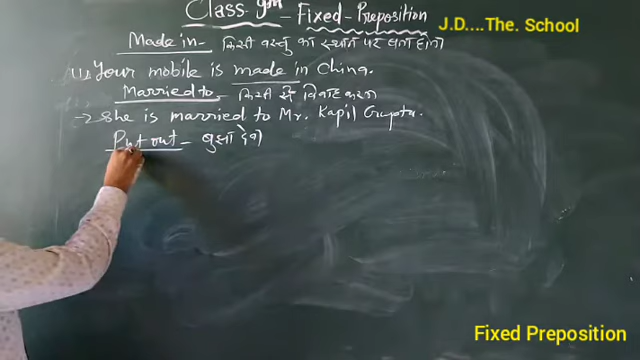 Class- 9th - Fixed-Preposition
J.D....The. School
Made in- किसी वस्तु का स्थान पर बना होना
(1) Your mobile is made in China.
Married to - किसी से विवाह करना
→ She is married to Mr. Kapil Gupta.
Put out - बुझा देना
Fixed Preposition